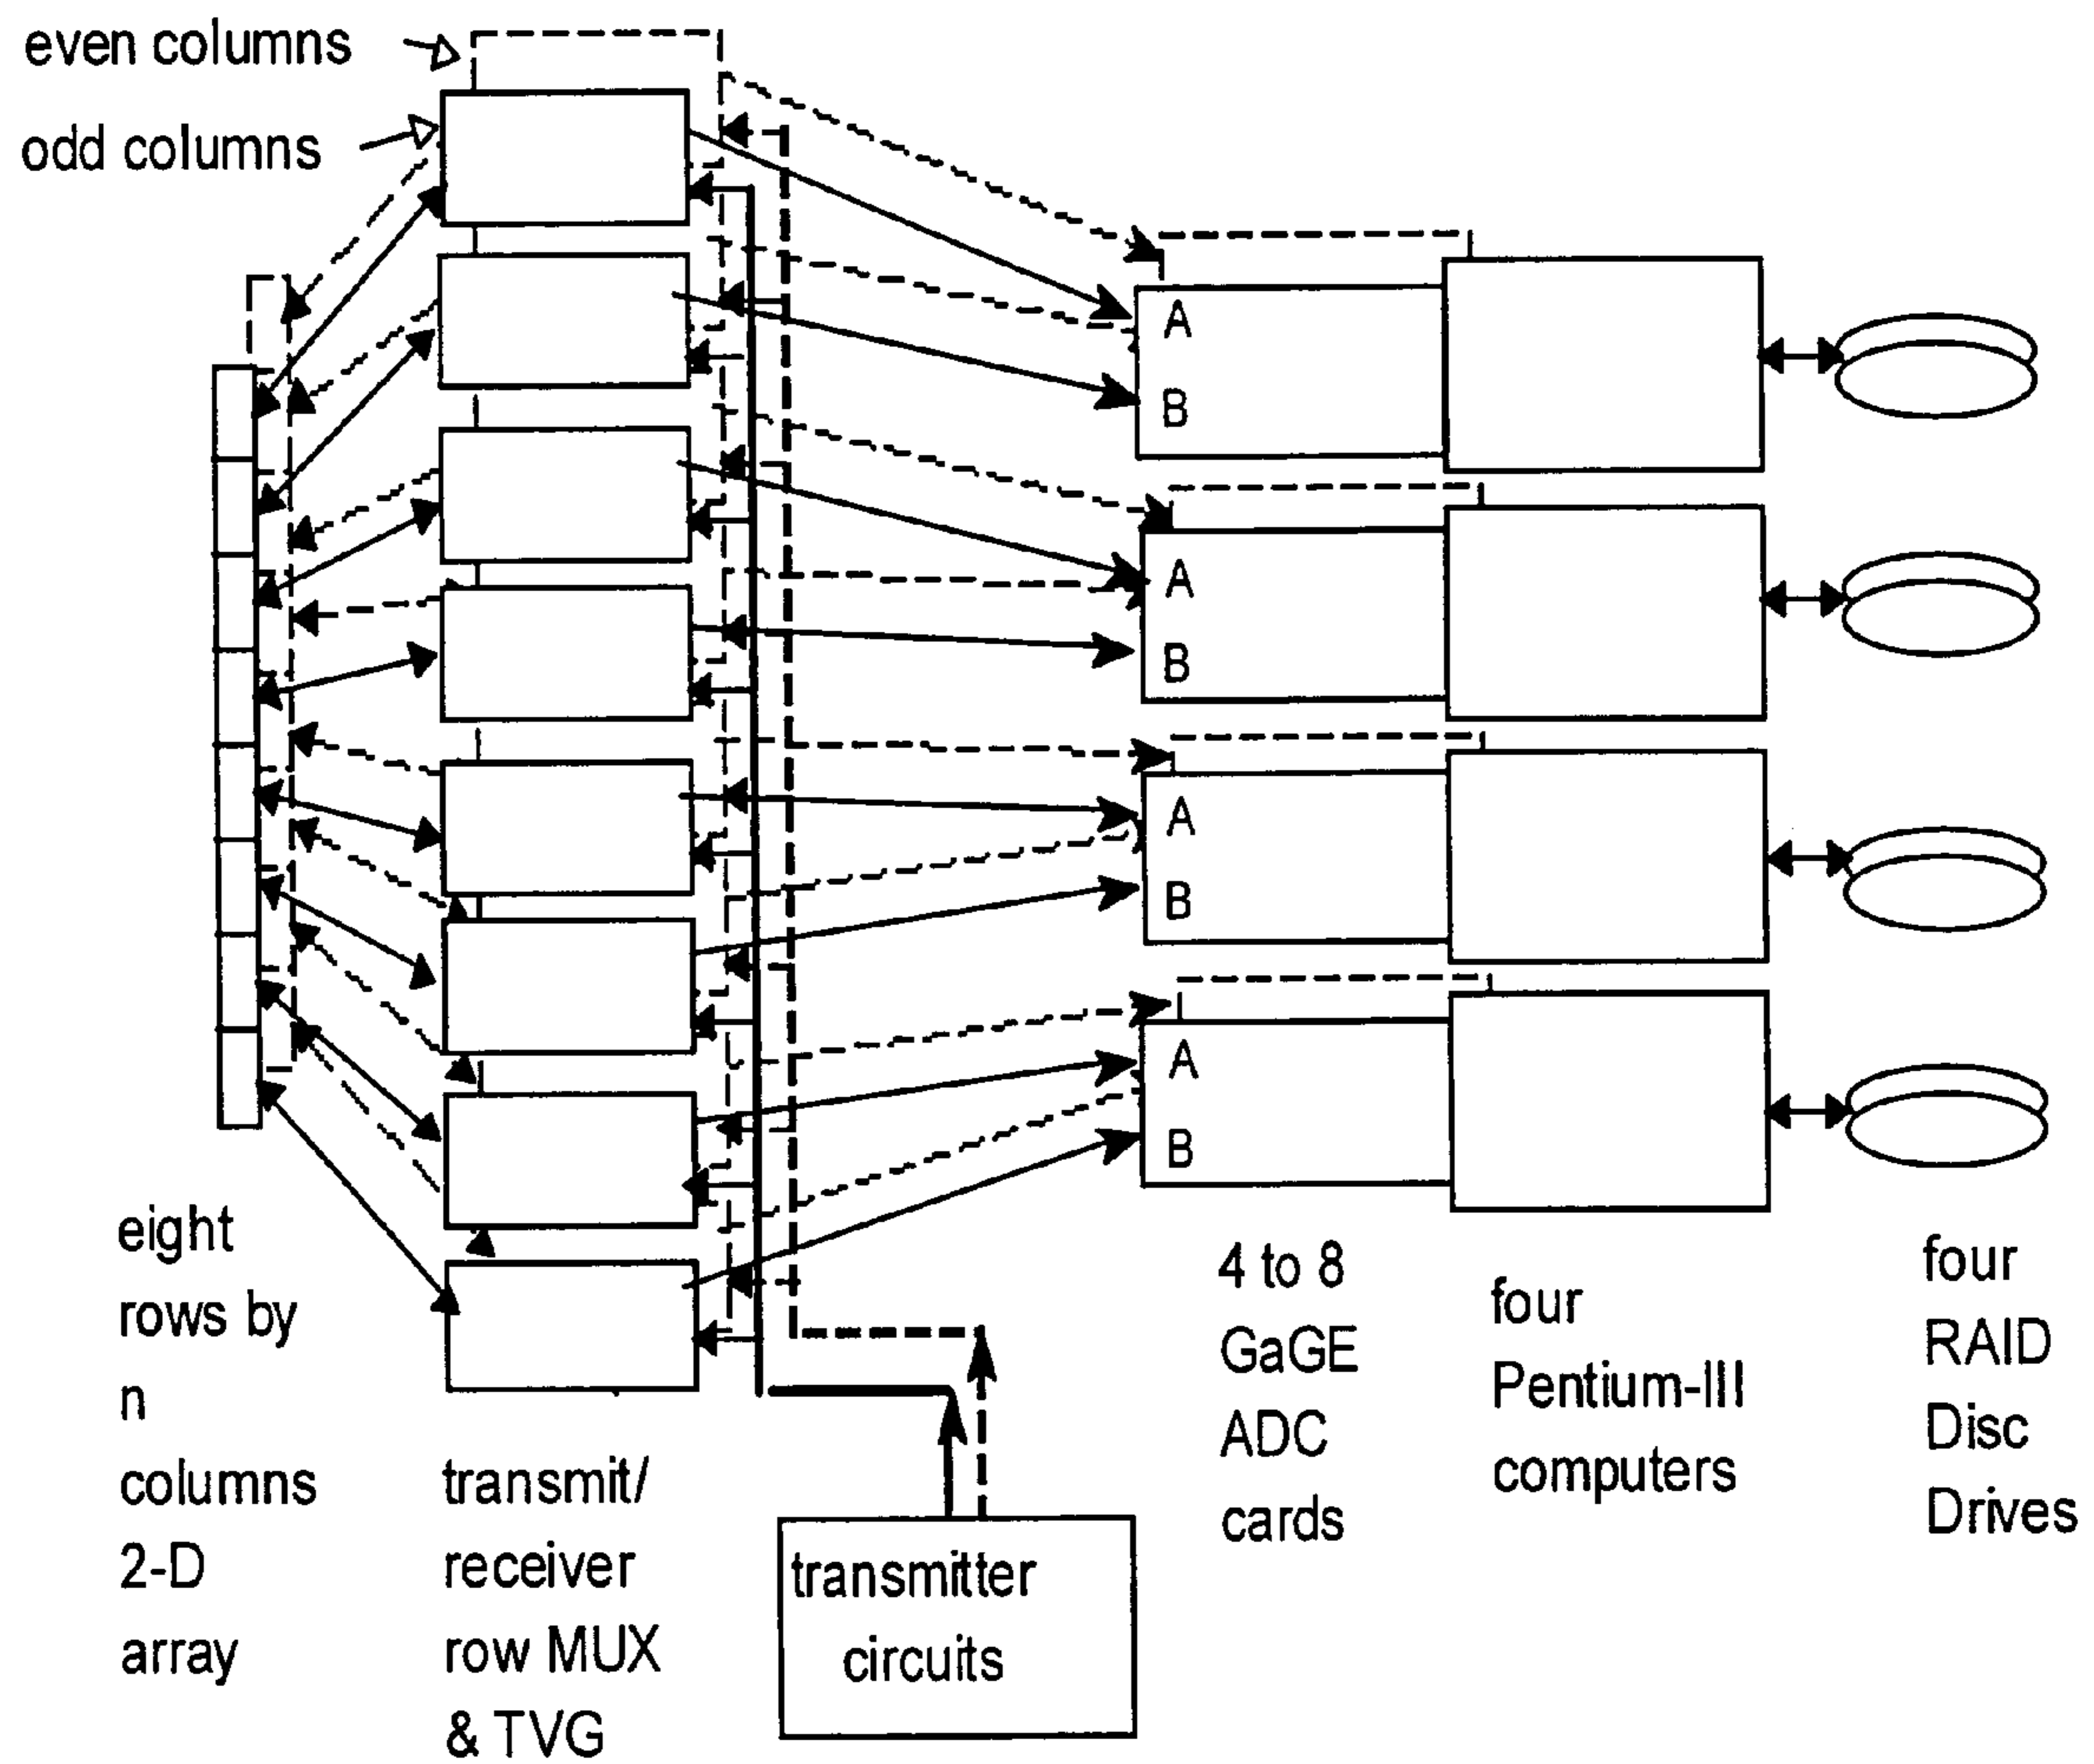 even columns
odd columns
A
B
A
B
A
B
A
B
eight
rows by
n
columns
2-D
array
transmit/
receiver
row MUX
& TVG
transmitter
circuits
4 to 8
GaGE
ADC
cards
four
Pentium-III
computers
four
RAID
Disc
Drives